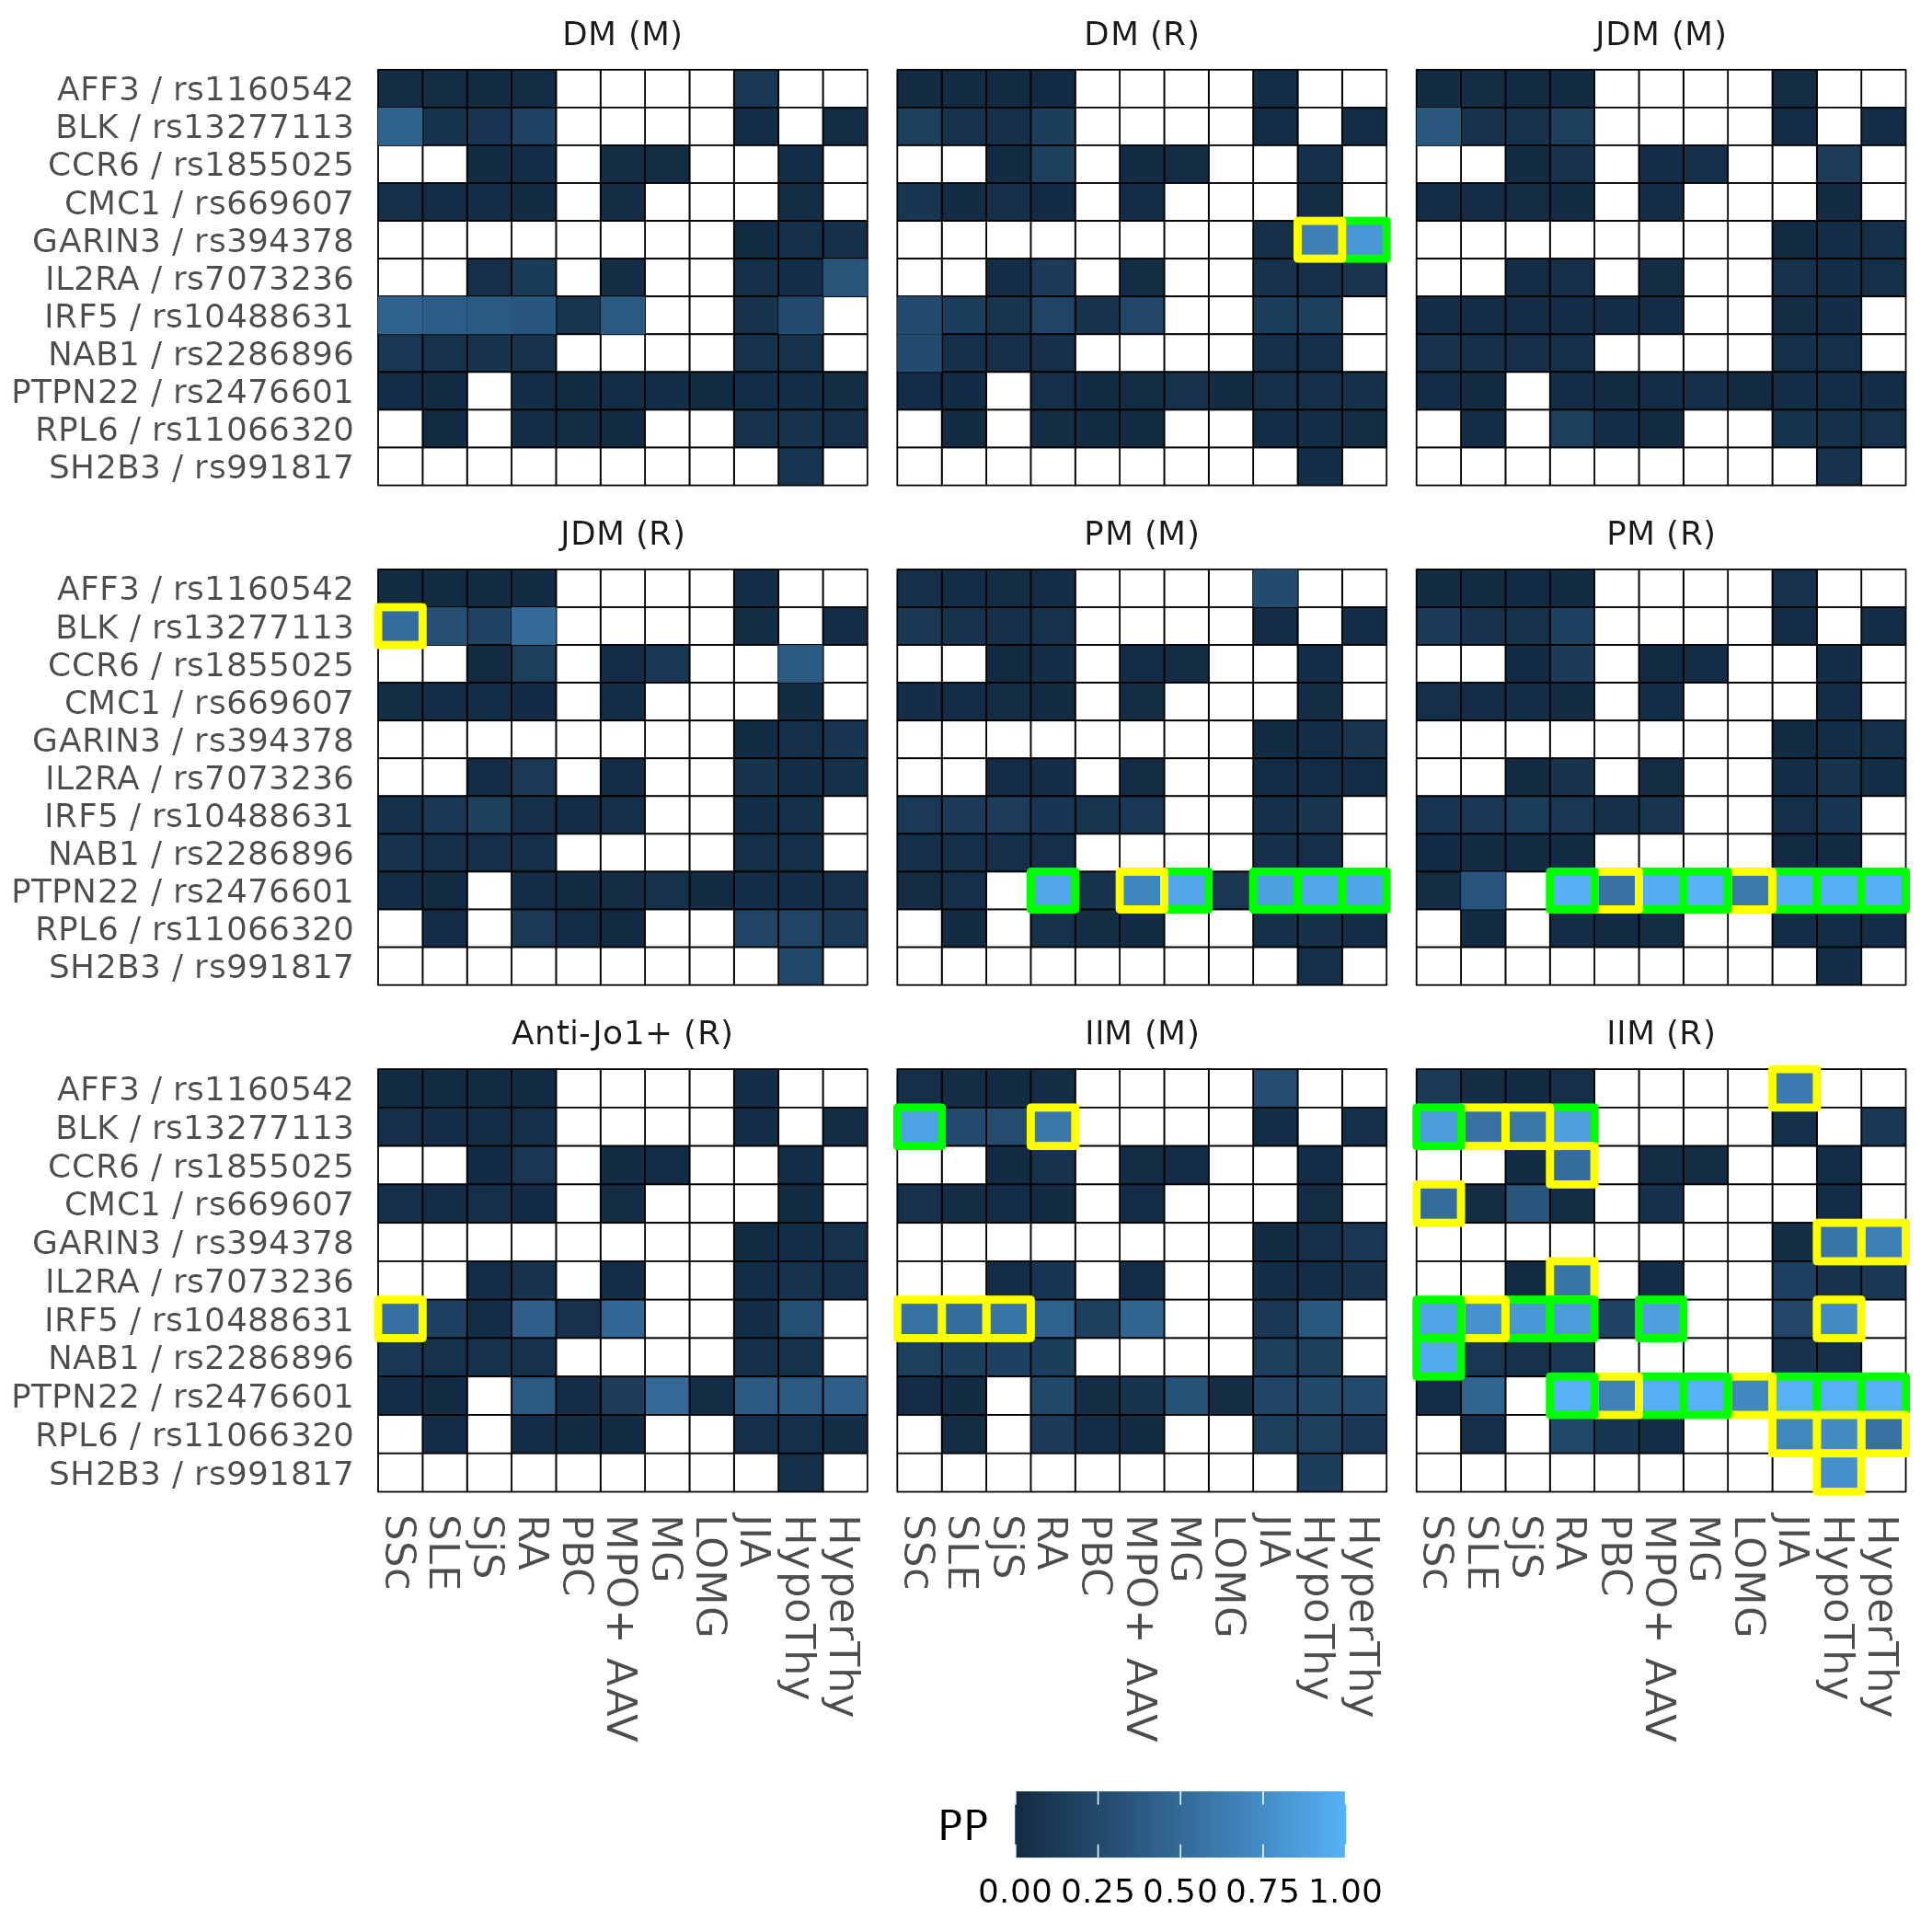 DM (M) DM (R) JDM (M)
AFF3 / rs1160542
BLK / rs13277113
CCR6 / rs1855025
CMC1 / rs669607
GARIN3 / rs394378
IL2RA / rs7073236
IRF5 / rs10488631
NAB1 / rs2286896
PTPN22 / rs2476601
RPL6 / rs11066320
SH2B3 / rs991817
JDM (R) PM (M) PM (R)
AFF3 / rs1160542
BLK / rs13277113
CCR6 / rs1855025
CMC1 / rs669607
GARIN3 / rs394378
IL2RA / rs7073236
IRF5 / rs10488631
NAB1 / rs2286896
PTPN22 / rs2476601
RPL6 / rs11066320
SH2B3 / rs991817
Anti-Jo1+ (R) IIM (M) IIM (R)
AFF3 / rs1160542
BLK / rs13277113
CCR6 / rs1855025
CMC1 / rs669607
GARIN3 / rs394378
IL2RA / rs7073236
IRF5 / rs10488631
NAB1 / rs2286896
PTPN22 / rs2476601
RPL6 / rs11066320
SH2B3 / rs991817
SSc SLE SjS RA PBC MPO+ AAV MG LOMG JIA HypoThy HyperThy
SSc SLE SjS RA PBC MPO+ AAV MG LOMG JIA HypoThy HyperThy
SSc SLE SjS RA PBC MPO+ AAV MG LOMG JIA HypoThy HyperThy
PP
0.00 0.25 0.50 0.75 1.00